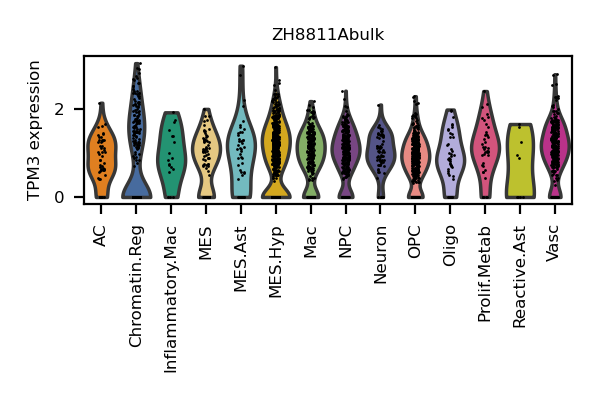 ZH8811Abulk
TPM3 expression
2
0
AC
Chromatin.Reg
Inflammatory.Mac
MES
MES.Ast
MES.Hyp
Mac
NPC
Neuron
OPC
Oligo
Prolif.Metab
Reactive.Ast
Vasc